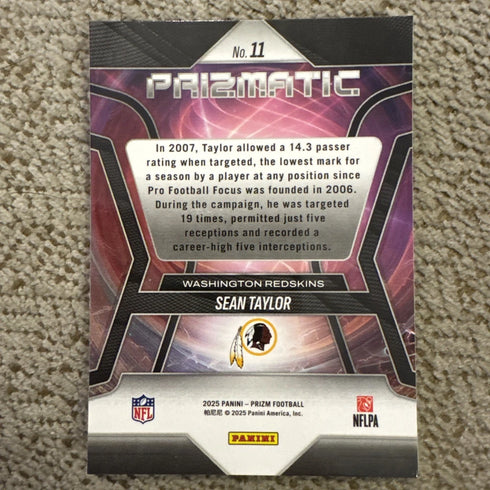 No. 11
PRIZMATIC
In 2007, Taylor allowed a 14.3 passer
rating when targeted, the lowest mark for
a season by a player at any position since
Pro Football Focus was founded in 2006.
During the campaign, he was targeted
19 times, permitted just five
receptions and recorded a
career-high five interceptions.
WASHINGTON REDSKINS
SEAN TAYLOR
2025 PANINI – PRIZM FOOTBALL
帕尼尼 © 2025 Panini America, Inc.
NFL
PANINI
NFLPA